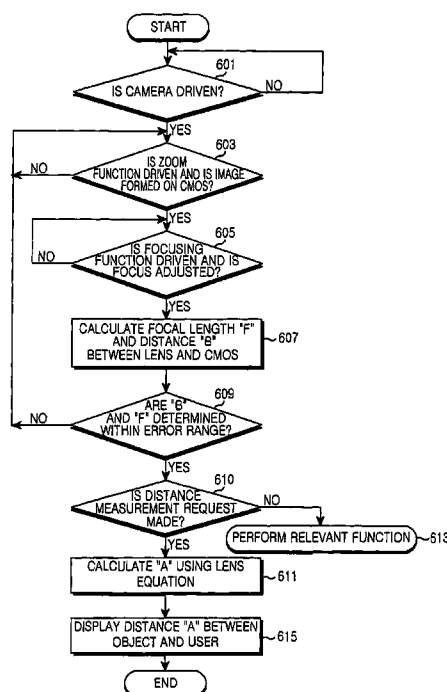 START
601
IS CAMERA DRIVEN?
NO
YES
603
IS ZOOM
FUNCTION DRIVEN AND IS IMAGE
FORMED ON CMOS?
NO
YES
605
IS FOCUSING
FUNCTION DRIVEN AND IS
FOCUS ADJUSTED?
YES
CALCULATE FOCAL LENGTH "F"
AND DISTANCE "B"
BETWEEN LENS AND CMOS
607
609
ARE "B"
AND "F" DETERMINED
WITHIN ERROR RANGE?
NO
YES
610
IS DISTANCE
MEASUREMENT REQUEST
MADE?
NO
YES
PERFORM RELEVANT FUNCTION
613
CALCULATE "A" USING LENS
EQUATION
611
DISPLAY DISTANCE "A" BETWEEN
OBJECT AND USER
615
END